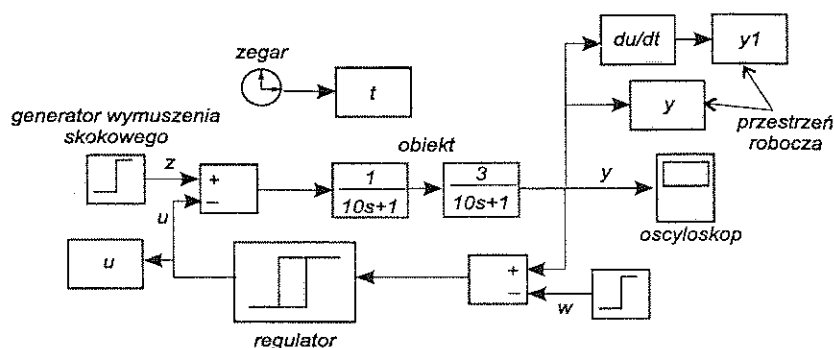 zegar
t
du/dt
y1
y
przestrzeń
robocza
generator wymuszenia
skokowego
z
+
−
u
obiekt
1
10s+1
3
10s+1
y
oscyloskop
u
regulator
+
−
w